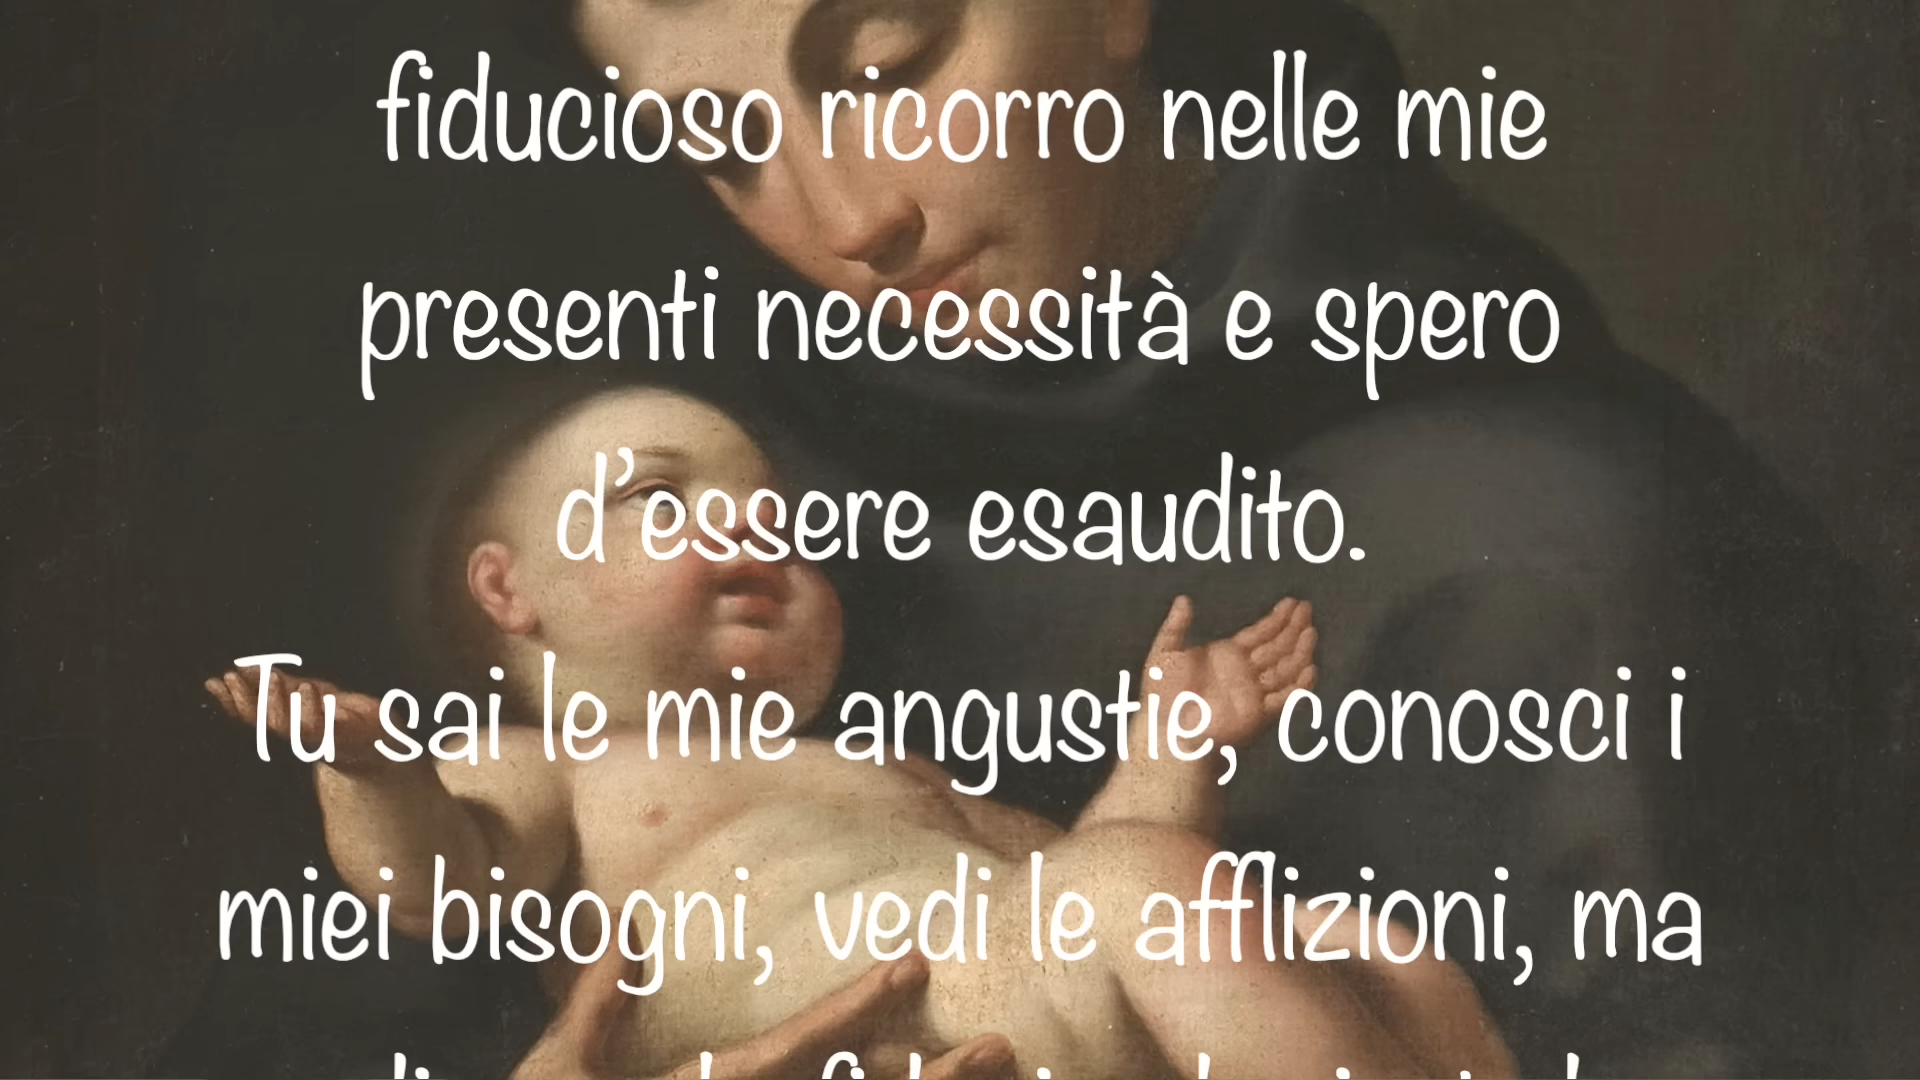 fiducioso ricorro nelle mie
presenti necessità e spero
d’essere esaudito.
Tu sai le mie angustie, conosci i
miei bisogni, vedi le afflizioni, ma